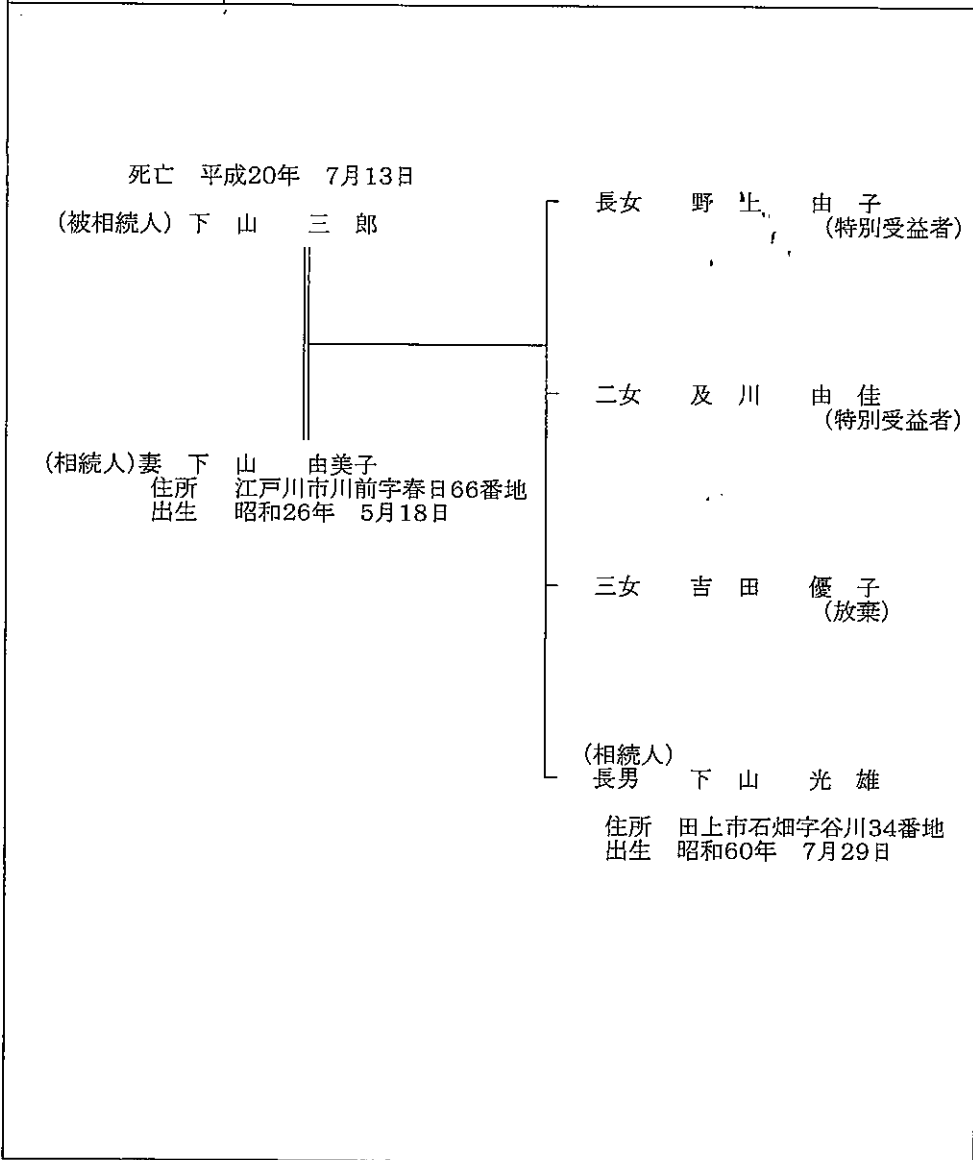 死亡 平成20年 7月13日
(被相続人) 下 山 三 郎
(相続人)妻 下 山 由美子
住所 江戸川市川前字春日66番地
出生 昭和26年 5月18日
長女 野 上 由 子
(特別受益者)
二女 及 川 由 佳
(特別受益者)
三女 吉 田 優 子
(放棄)
(相続人)
長男 下 山 光 雄
住所 田上市石畑字谷川34番地
出生 昭和60年 7月29日